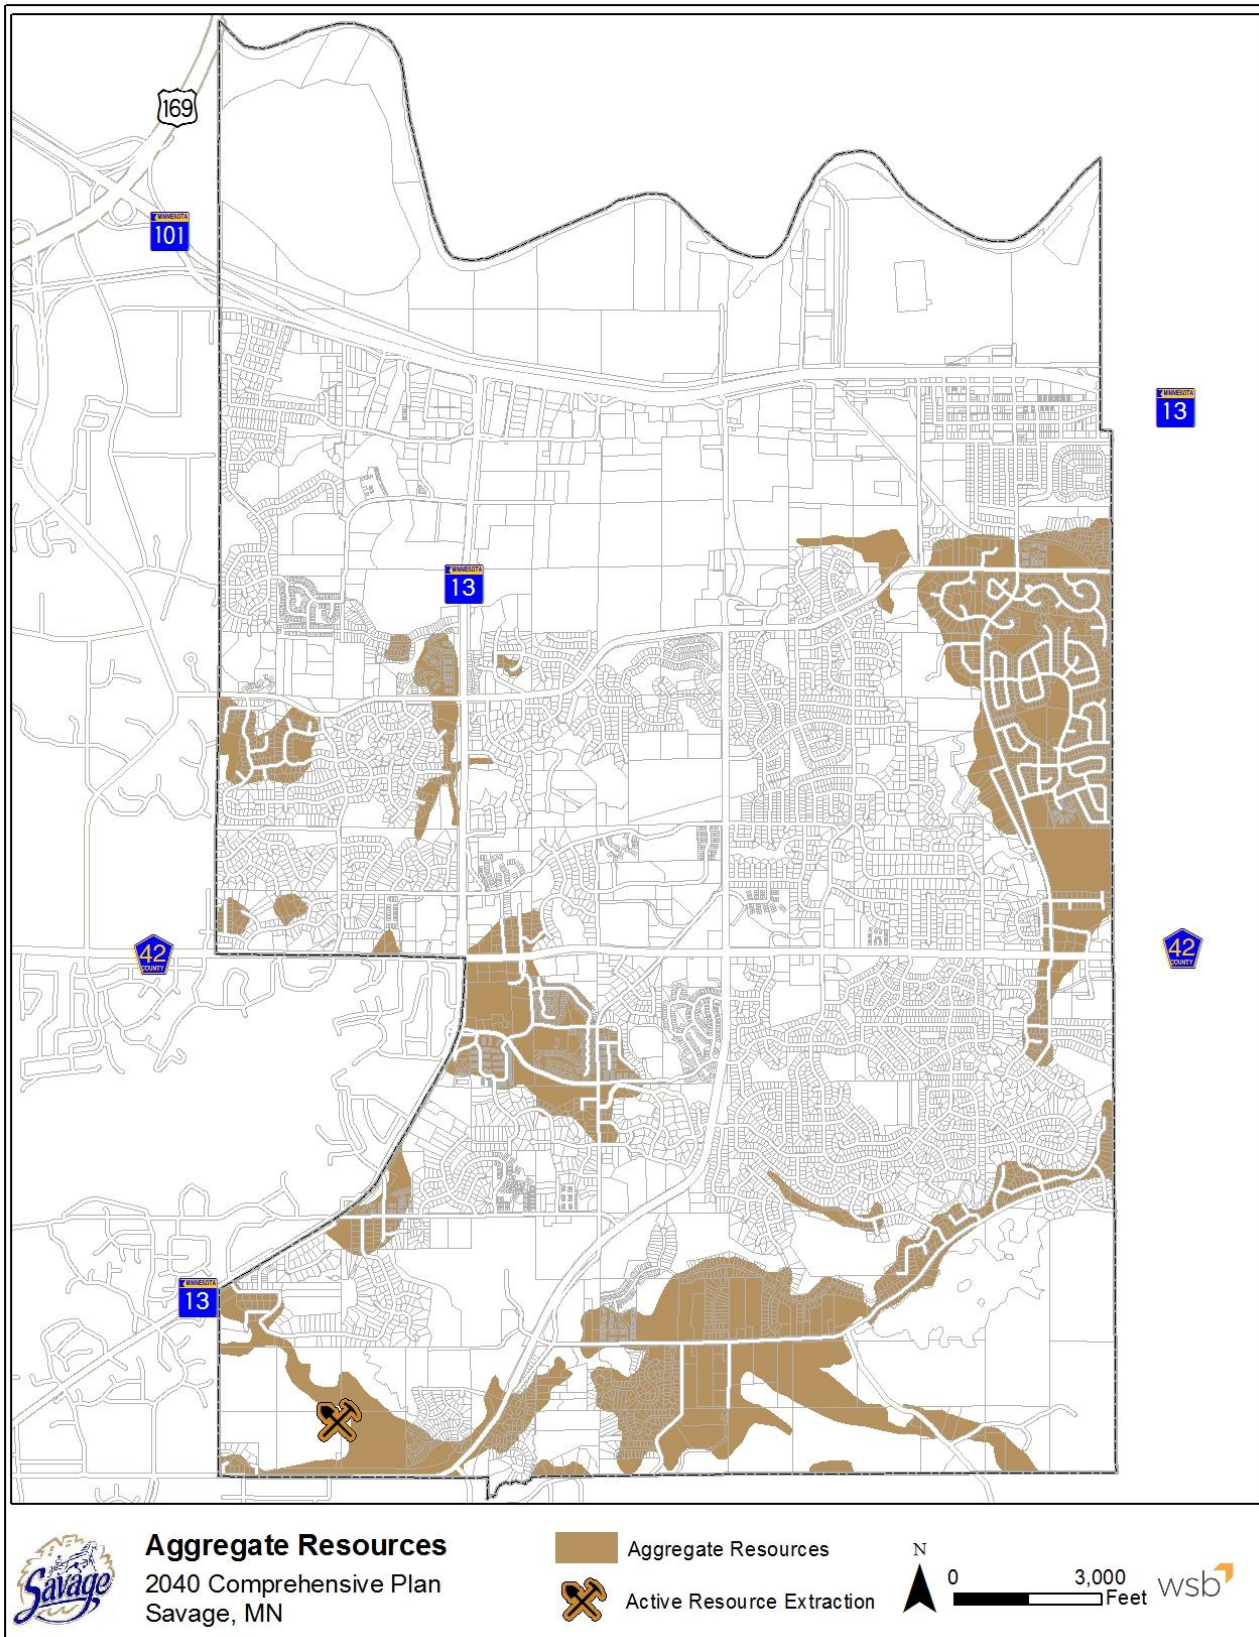 169
MINNESOTA
101
MINNESOTA
13
MINNESOTA
13
42
COUNTY
42
COUNTY
MINNESOTA
13
Savage
Aggregate Resources
2040 Comprehensive Plan
Savage, MN
Aggregate Resources
Active Resource Extraction
N
0 3,000
Feet
wsb